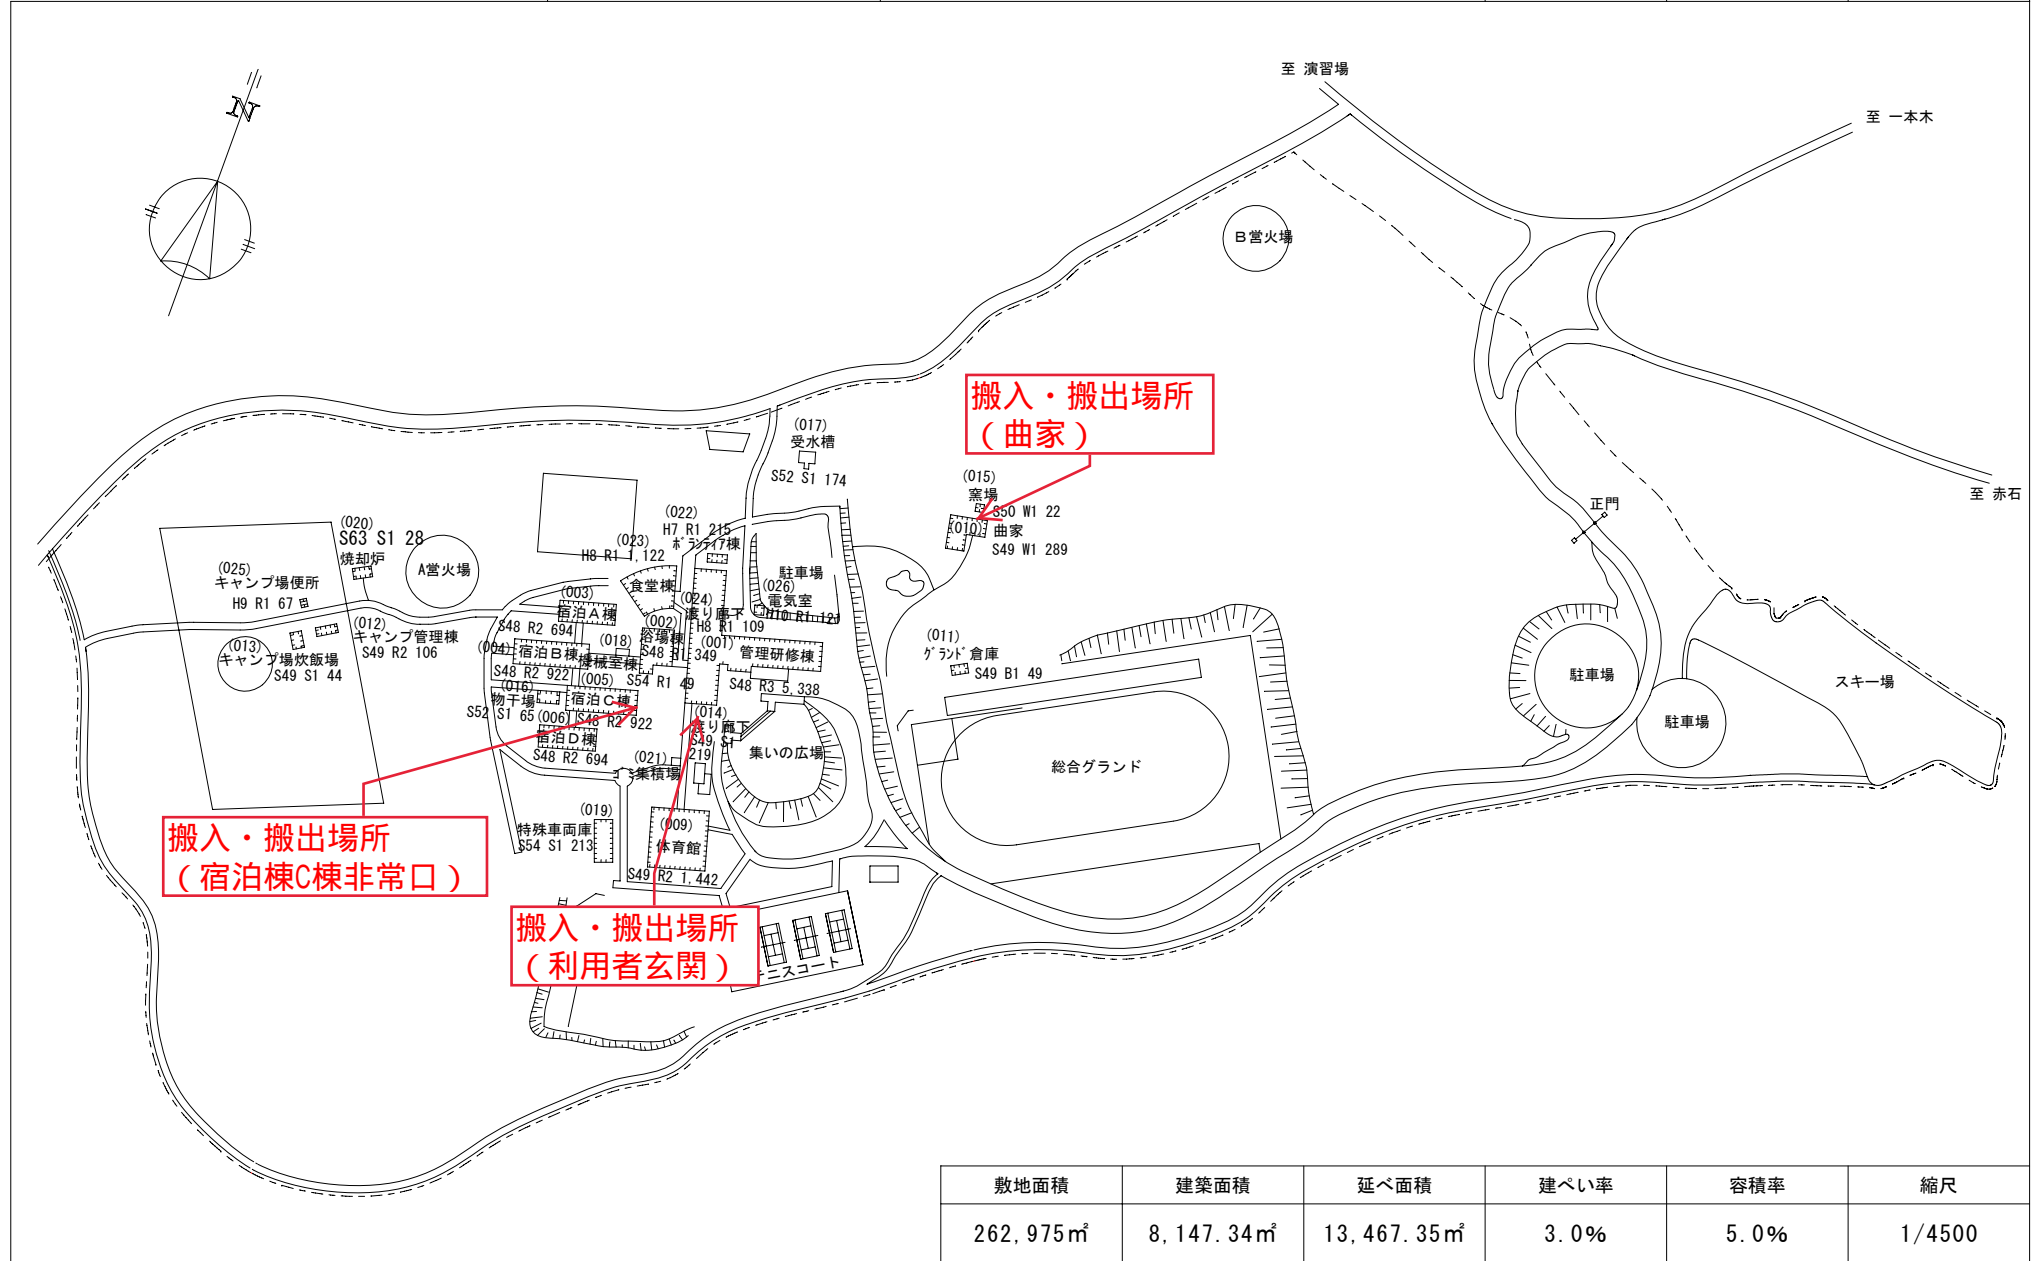 N
至 演習場
至 一本木
B営火場
搬入・搬出場所
(曲家)
(017)
受水槽
S52 S1 174
(015)
窯場
S50 W1 22
(010)
曲家
S49 W1 289
至 赤石
正門
(020)
S63 S1 28
焼却炉
A営火場
(025)
キャンプ場便所
H9 R1 67
(022)
H7 R1 215
ボランティア棟
(023)
H8 R1 1,122
食堂棟
駐車場
(026)
電気室
H10 R1 121
(003)
宿泊A棟
S48 R2 694
(024)
渡り廊下
H8 R1 109
(002)
浴場棟
S48 R1 349
(001)
管理研修棟
S48 R3 5,338
(012)
キャンプ管理棟
S49 R2 106
(013)
キャンプ場炊飯場
S49 S1 44
(004)
宿泊B棟
S48 R2 922
(018)
機械室棟
S54 R1 49
(011)
グランド倉庫
S49 B1 49
(016)
物干場
S52 S1 65
(005)
宿泊C棟
S48 R2 922
(006)
宿泊D棟
S48 R2 694
(014)
渡り廊下
S49 S1
219
集いの広場
(021)
ゴミ集積場
総合グランド
駐車場
駐車場
スキー場
(019)
特殊車両庫
S54 S1 213
(009)
体育館
S49 R2 1,442
搬入・搬出場所
(宿泊棟C棟非常口)
搬入・搬出場所
(利用者玄関)
ニスコート
敷地面積 建築面積 延べ面積 建ぺい率 容積率 縮尺
262,975㎡ 8,147.34㎡ 13,467.35㎡ 3.0% 5.0% 1/4500